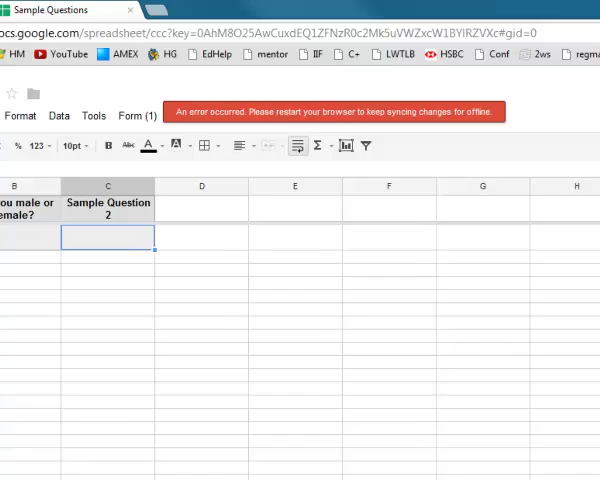 Sample Questions ×
ocs.google.com/spreadsheet/ccc?key=0AhM8O25AwCuxdEQ1ZFNzR0c2Mk5uVWZxcW1BYlRZVXc#gid=0
HM YouTube AMEX HG EdHelp mentor IIF C+ LWTLB HSBC Conf 2ws regma
Format Data Tools Form (1) An error occurred. Please restart your browser to keep syncing changes for offline.
% 123 10pt B Abc A A Σ
B C D E F G H
ou male or Sample Question
emale? 2